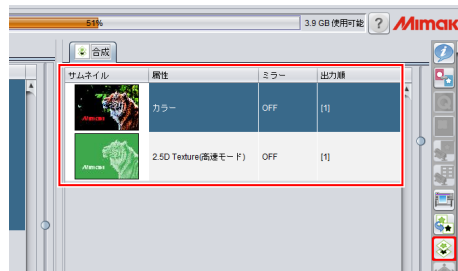 51%
3.9 GB 使用可能
?
Mimak
合成
サムネイル 属性 ミラー 出力順
カラー OFF [1]
Mimaki
2.5D Texture(高速モード) OFF [1]
Mimaki